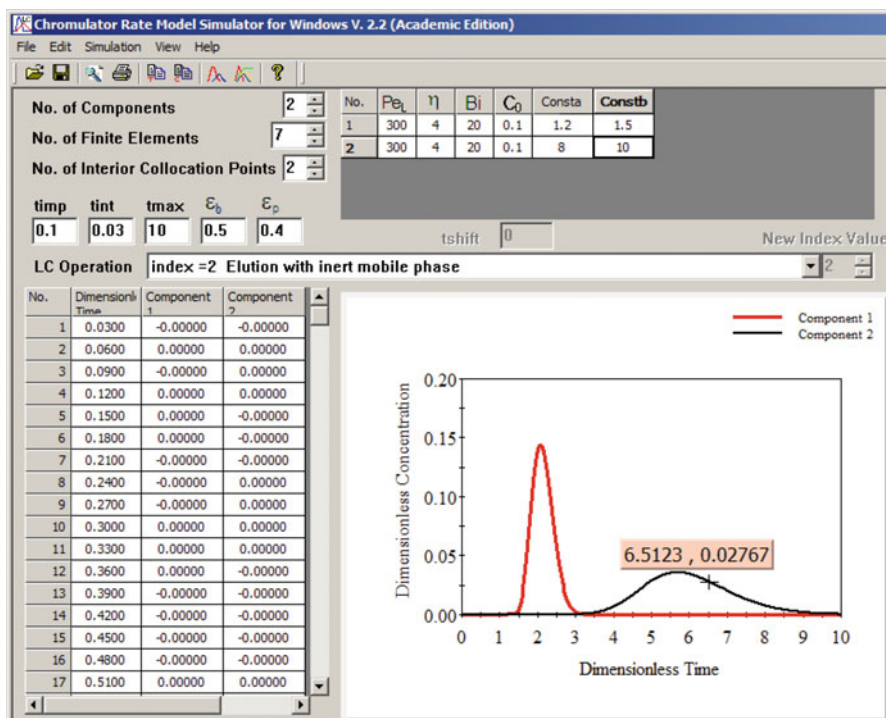 Chromulator Rate Model Simulator for Windows V. 2.2 (Academic Edition)
File Edit Simulation View Help
No. of Components 2
No. of Finite Elements 7
No. of Interior Collocation Points 2
No. PeL η Bi C0 Consta Constb
1 300 4 20 0.1 1.2 1.5
2 300 4 20 0.1 8 10
timp tint tmax εb εp
0.1 0.03 10 0.5 0.4
tshift 0 New Index Value
LC Operation index =2 Elution with inert mobile phase 2
No. Dimensionl Component Component
Time 1 2
1 0.0300 -0.00000 -0.00000
2 0.0600 0.00000 0.00000
3 0.0900 -0.00000 0.00000
4 0.1200 0.00000 0.00000
5 0.1500 0.00000 -0.00000
6 0.1800 0.00000 -0.00000
7 0.2100 -0.00000 -0.00000
8 0.2400 -0.00000 0.00000
9 0.2700 -0.00000 0.00000
10 0.3000 0.00000 0.00000
11 0.3300 0.00000 0.00000
12 0.3600 0.00000 -0.00000
13 0.3900 -0.00000 -0.00000
14 0.4200 -0.00000 -0.00000
15 0.4500 -0.00000 -0.00000
16 0.4800 -0.00000 -0.00000
17 0.5100 0.00000 0.00000
Component 1
Component 2
Dimensionless Concentration
0.20
0.15
0.10
0.05
0.00
6.5123 , 0.02767
0 1 2 3 4 5 6 7 8 9 10
Dimensionless Time